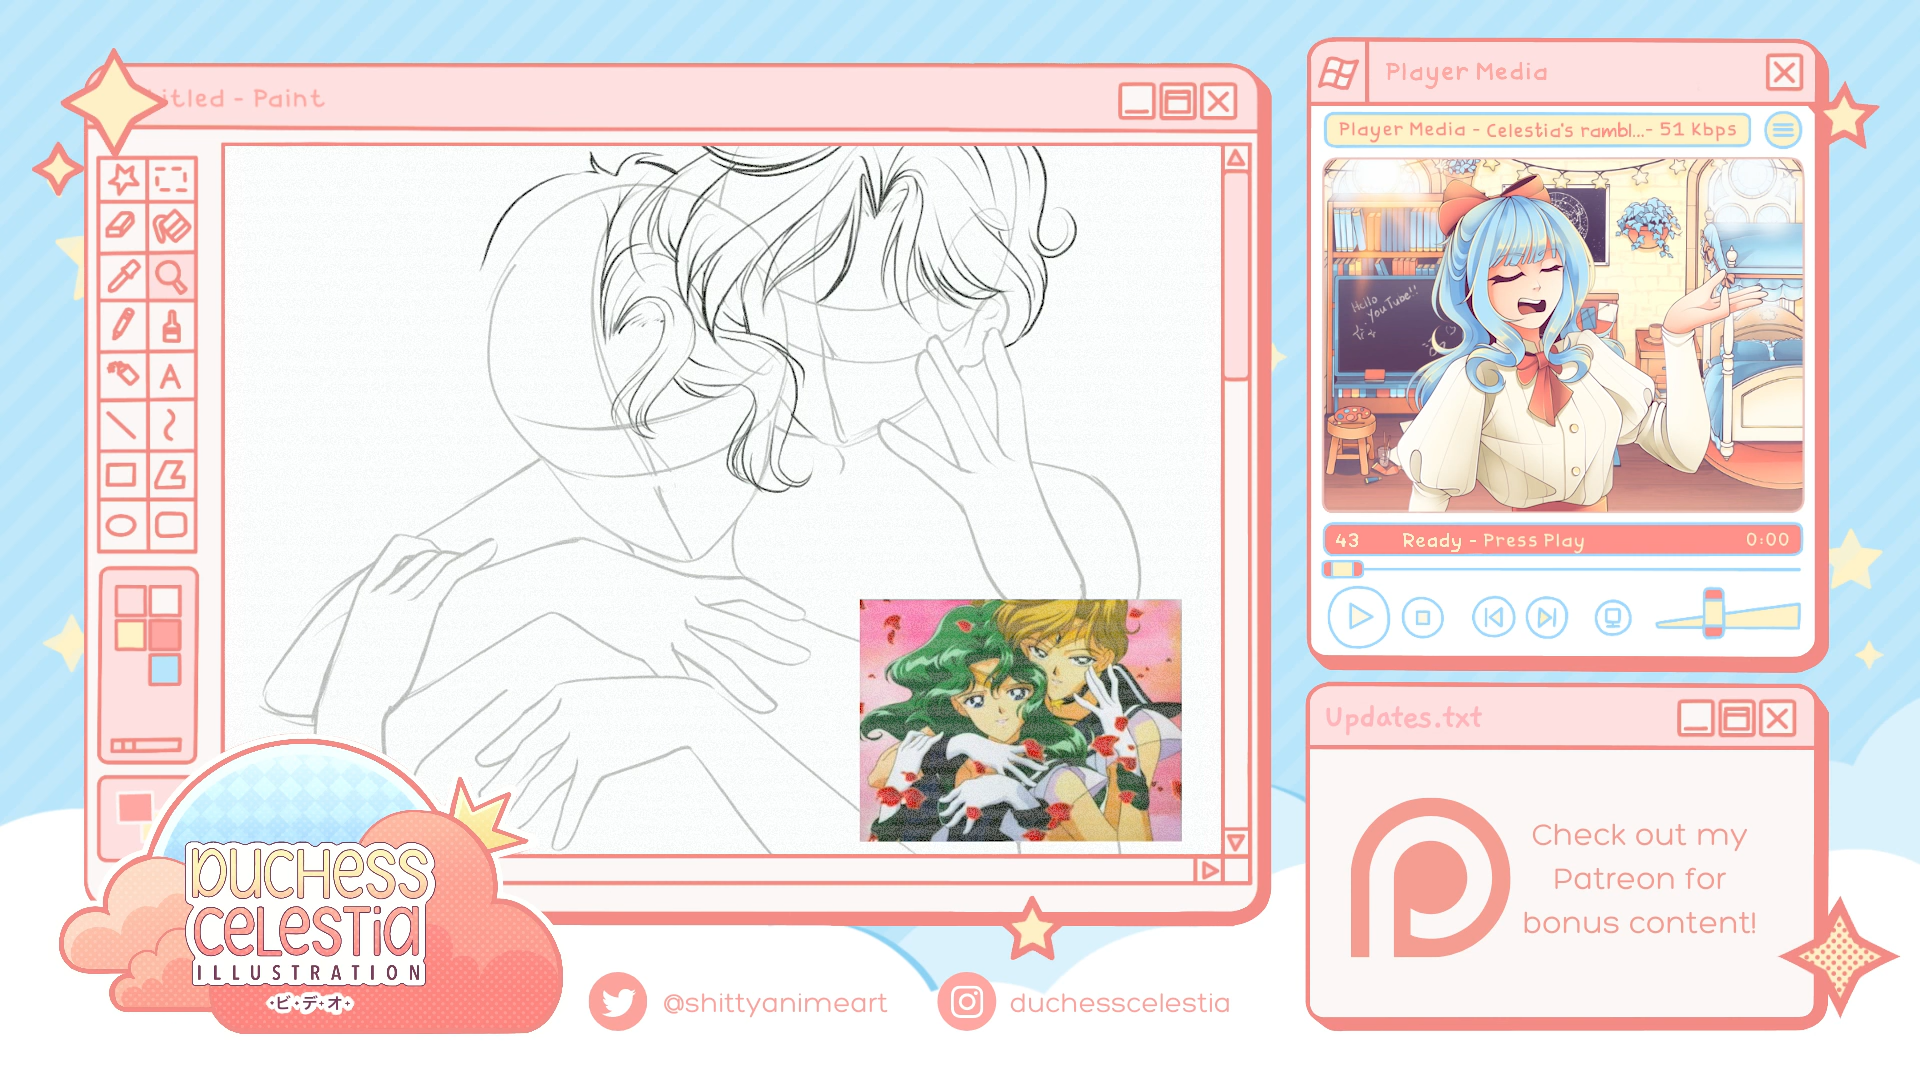 titled - Paint
A
DUCHESS
CELESTIA
ILLUSTRATION
・ビ・デ・オ・
@shittyanimeart
duchesscelestia
Player Media
Player Media - Celestia's rambl...- 51 Kbps
Hello
YouTube!!
43 Ready - Press Play 0:00
Updates.txt
Check out my
Patreon for
bonus content!